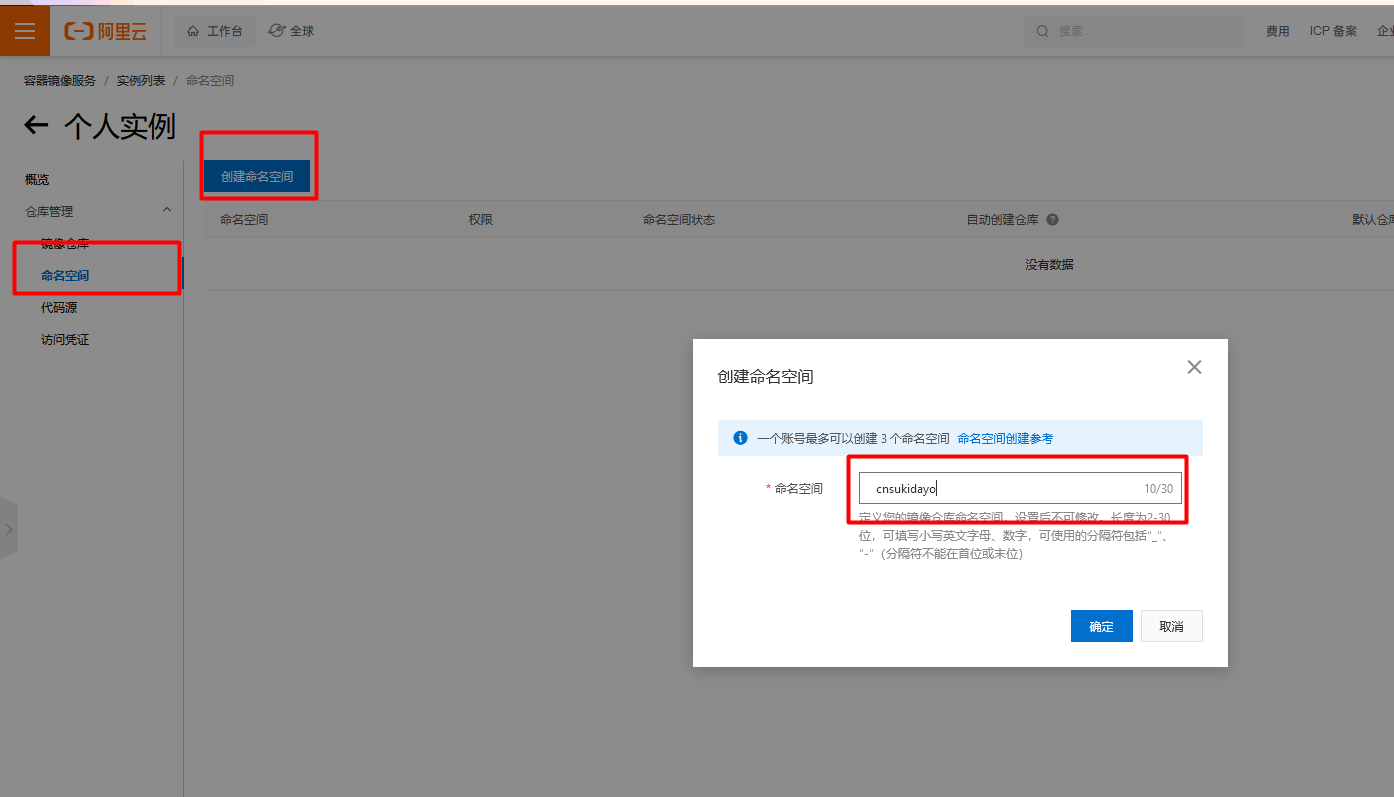 阿里云 工作台 全球 搜索... 费用 ICP 备案
容器镜像服务 / 实例列表 / 命名空间
← 个人实例
创建命名空间
概览
仓库管理
镜像仓库
命名空间
代码源
访问凭证
命名空间 权限 命名空间状态 自动创建仓库
没有数据
创建命名空间
一个账号最多可以创建 3 个命名空间 命名空间创建参考
* 命名空间 cnsukidayo 10/30
定义您的镜像仓库命名空间，设置后不可修改。长度为2-30
位，可填写小写英文字母、数字，可使用的分隔符包括“_”、
“-”（分隔符不能在首位或末位）
确定 取消